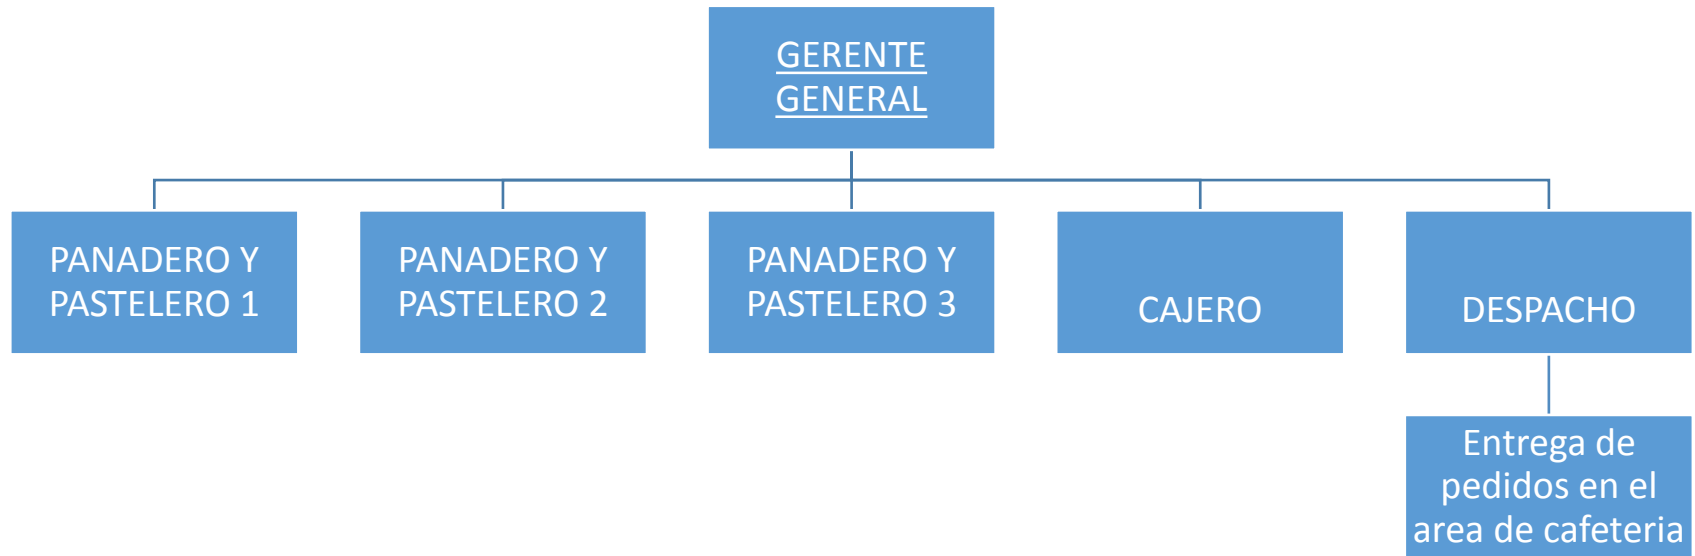 GERENTE
GENERAL
PANADERO Y
PASTELERO 1
PANADERO Y
PASTELERO 2
PANADERO Y
PASTELERO 3
CAJERO
DESPACHO
Entrega de
pedidos en el
area de cafeteria